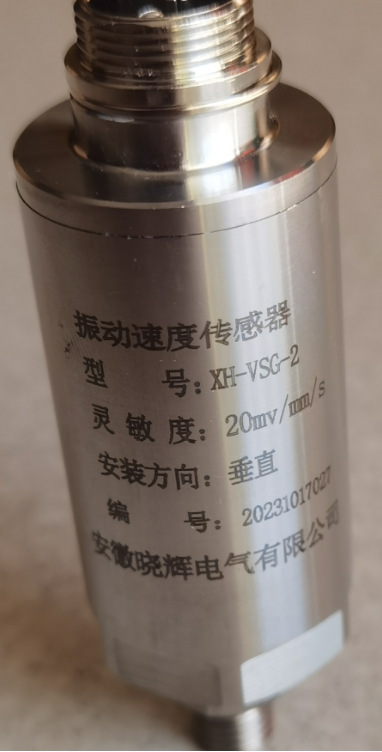 振动速度传感器
型 号：XH-VSG-2
灵敏度：20mv/mm/s
安装方向：垂直
编 号：20231017027
安徽晓辉电气有限公司